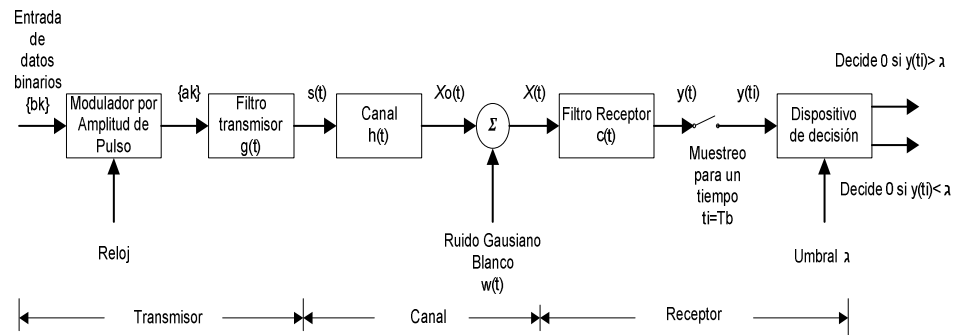 Entrada
de
datos
binarios
{bk}
Modulador por
Amplitud de
Pulso
{ak}
Filtro
transmisor
g(t)
s(t)
Canal
h(t)
Xo(t)
Σ
X(t)
Filtro Receptor
c(t)
y(t)
y(ti)
Dispositivo
de decisión
Decide 0 si y(ti)> λ
Decide 0 si y(ti)< λ
Muestreo
para un
tiempo
ti=Tb
Reloj
Ruido Gausiano
Blanco
w(t)
Umbral λ
Transmisor
Canal
Receptor